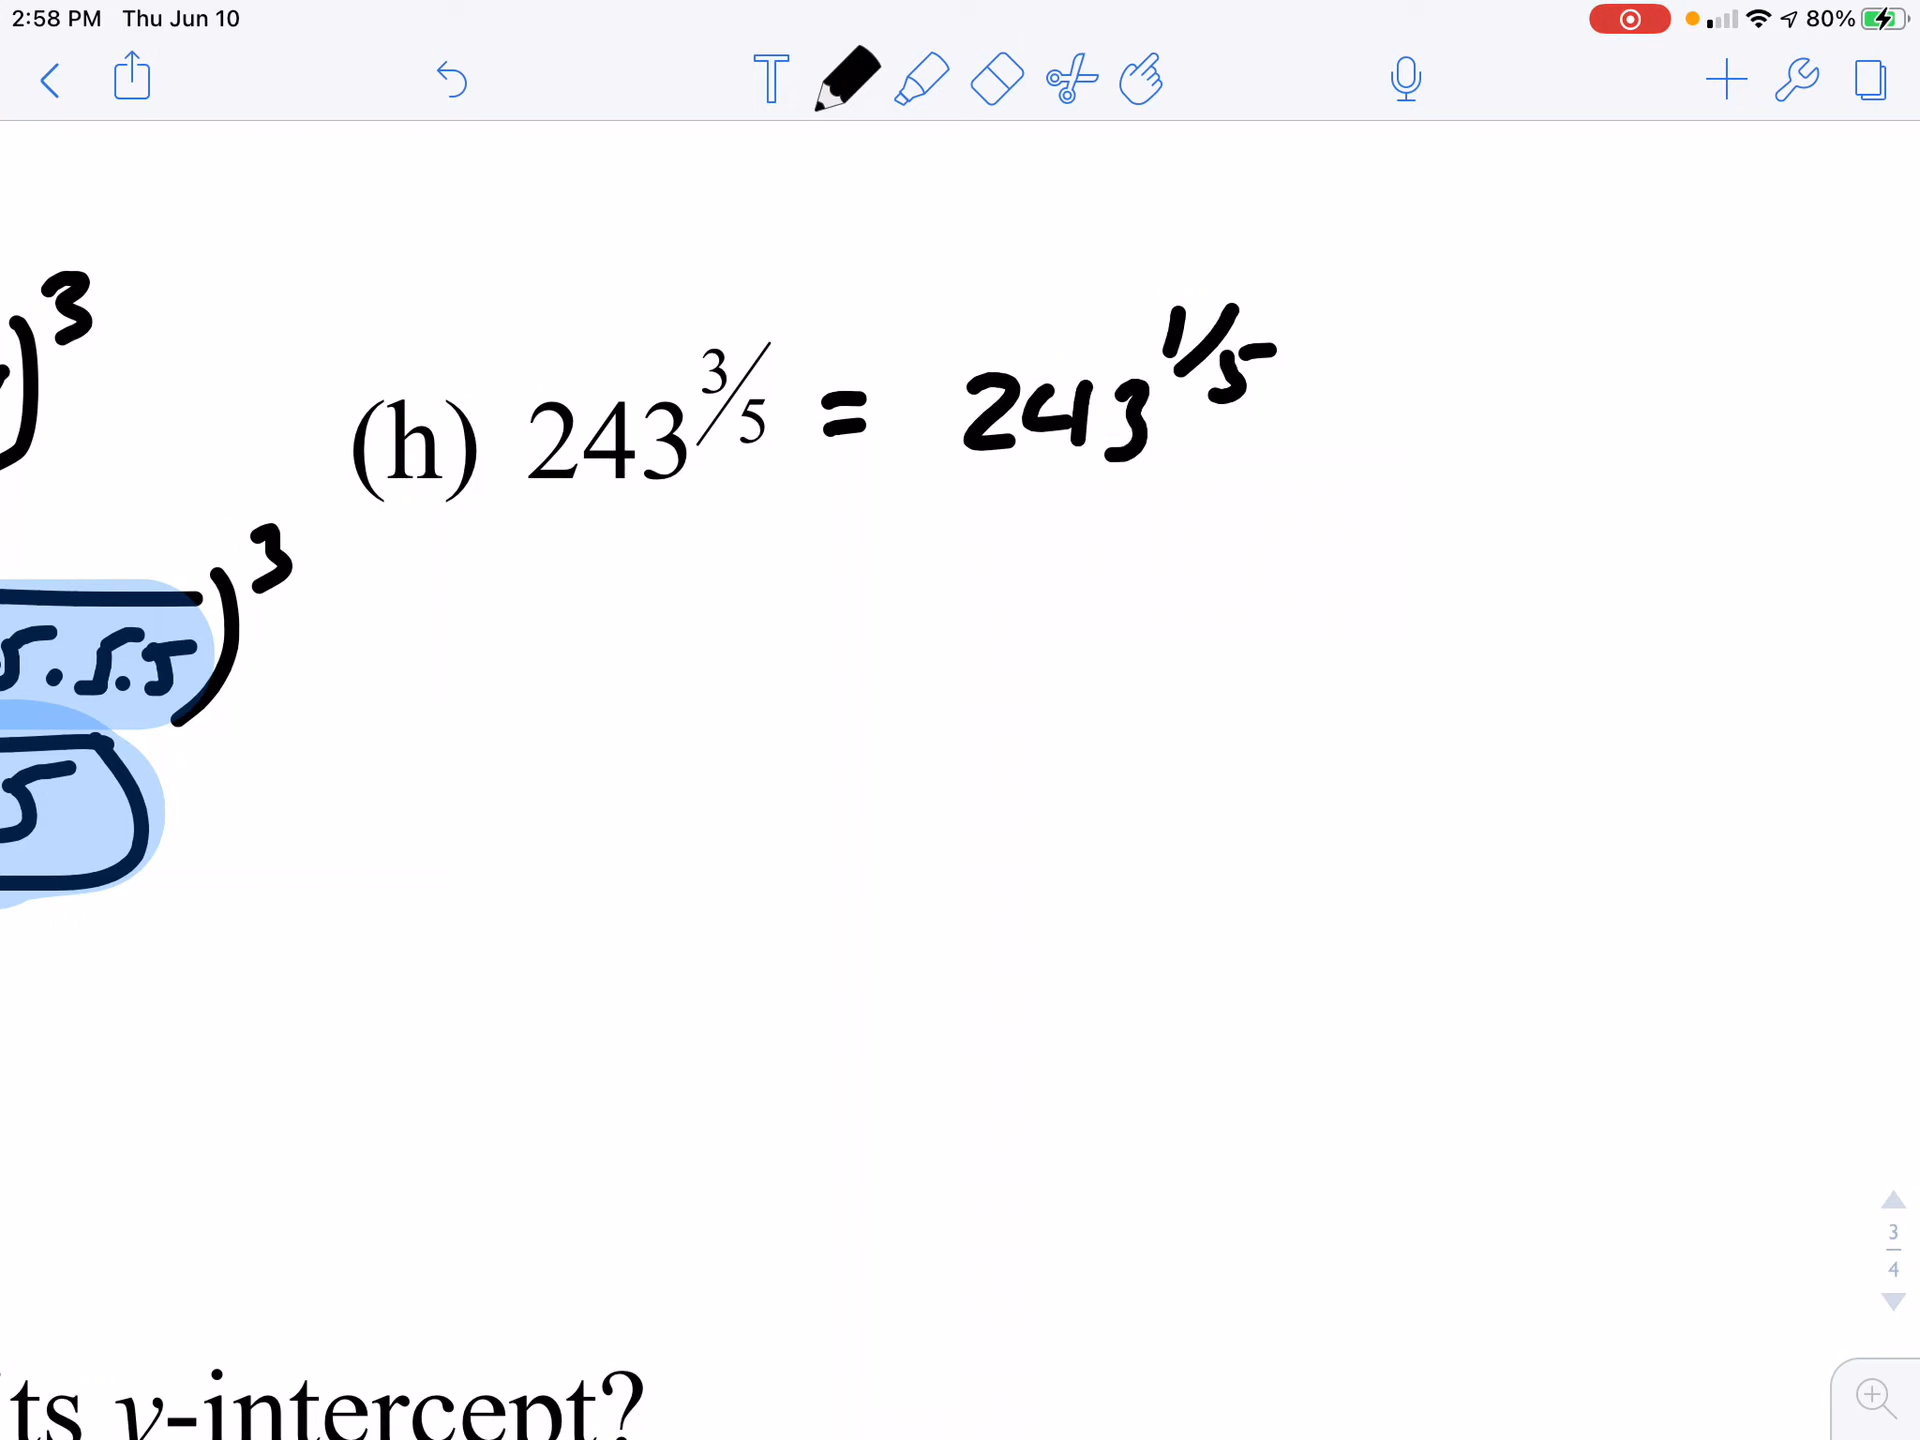 2:58 PM Thu Jun 10 80%
T
)³
(h) 243^3/5 = 243^1/5
)³
5.5.5
5
3
4
its y-intercept?